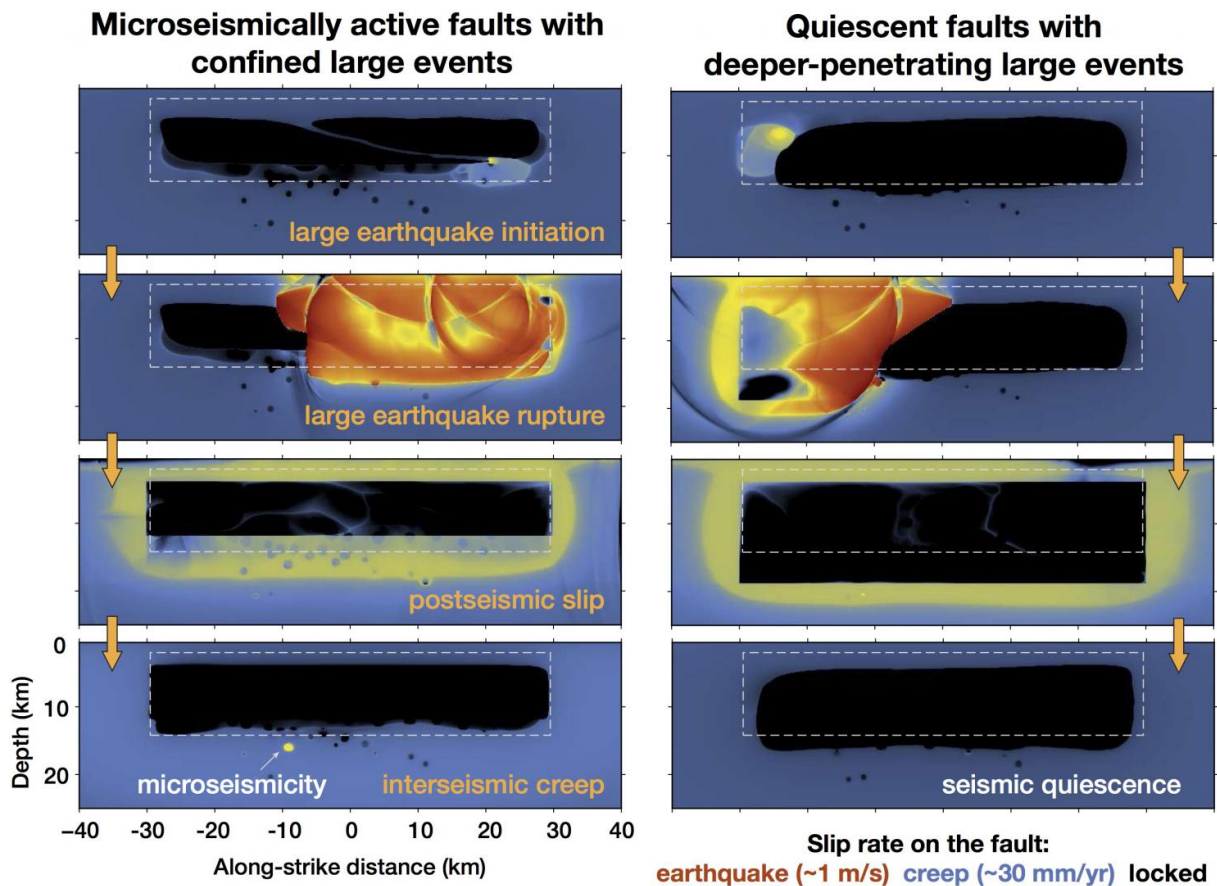 Microseismically active faults with
confined large events
Quiescent faults with
deeper-penetrating large events
large earthquake initiation
large earthquake rupture
postseismic slip
0
10
20
Depth (km)
microseismicity
interseismic creep
seismic quiescence
−40 −30 −20 −10 0 10 20 30 40
Along-strike distance (km)
Slip rate on the fault:
earthquake (~1 m/s) creep (~30 mm/yr) locked